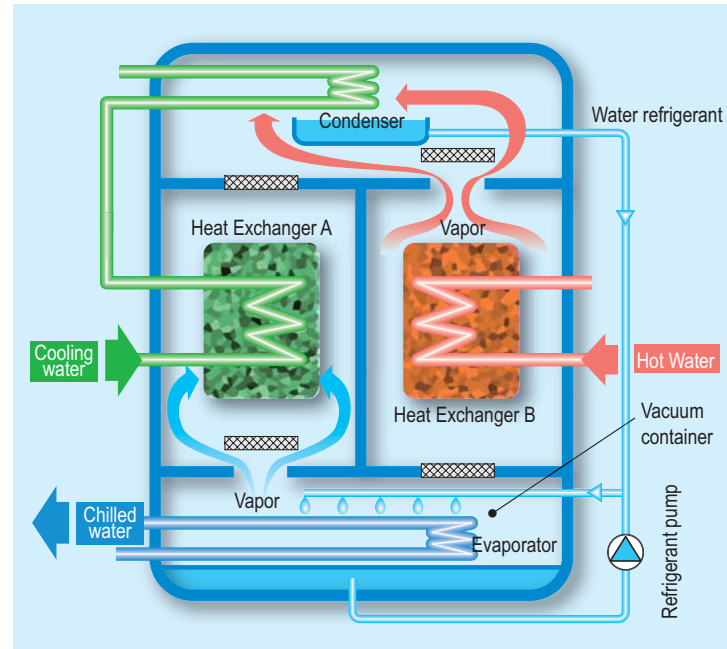 Condenser
Water refrigerant
Heat Exchanger A
Vapor
Cooling
water
Hot Water
Heat Exchanger B
Vacuum
container
Vapor
Chilled
water
Evaporator
Refrigerant pump